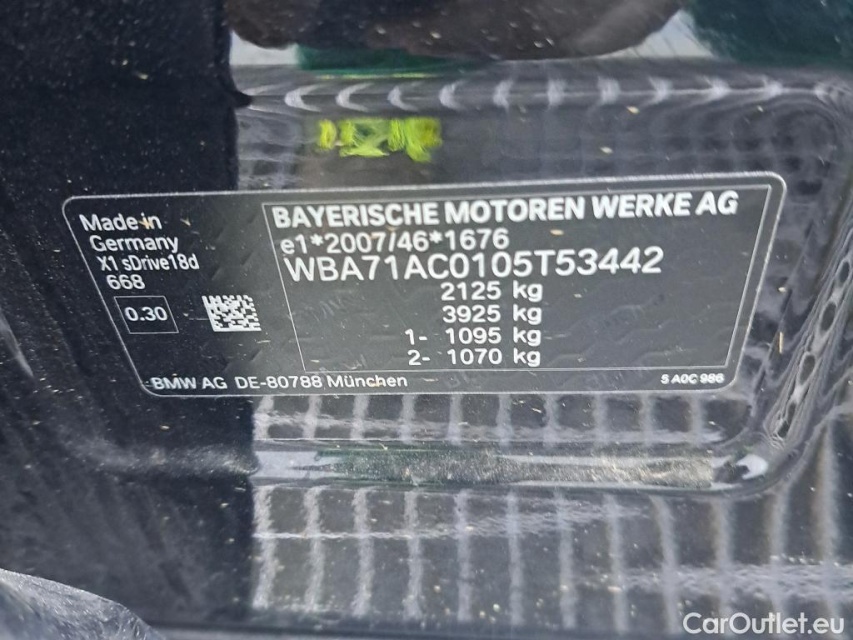 Made in
Germany
X1 sDrive18d
668
0.30
BAYERISCHE MOTOREN WERKE AG
e1*2007/46*1676
WBA71AC0105T53442
2125 kg
3925 kg
1- 1095 kg
2- 1070 kg
BMW AG DE-80788 München
5 A0C 986
CarOutlet.eu